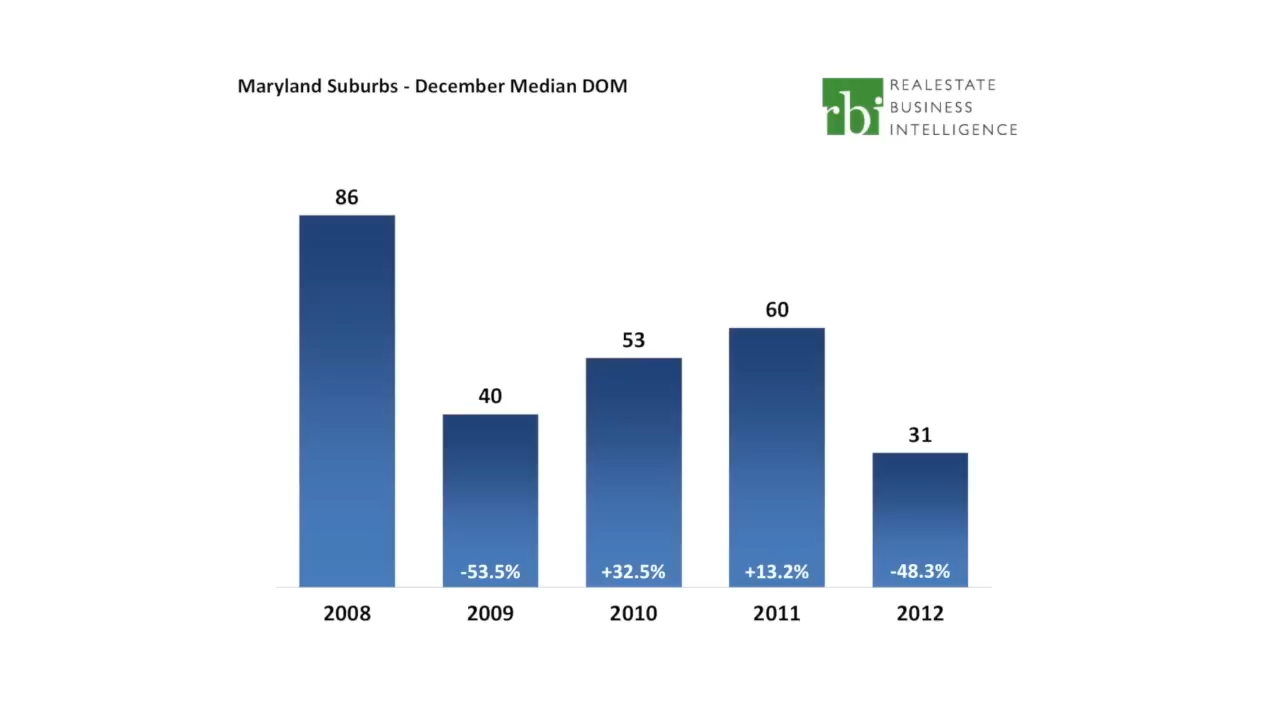 Maryland Suburbs - December Median DOM
rbi
REALESTATE
BUSINESS
INTELLIGENCE
86
40
53
60
31
-53.5%
+32.5%
+13.2%
-48.3%
2008
2009
2010
2011
2012